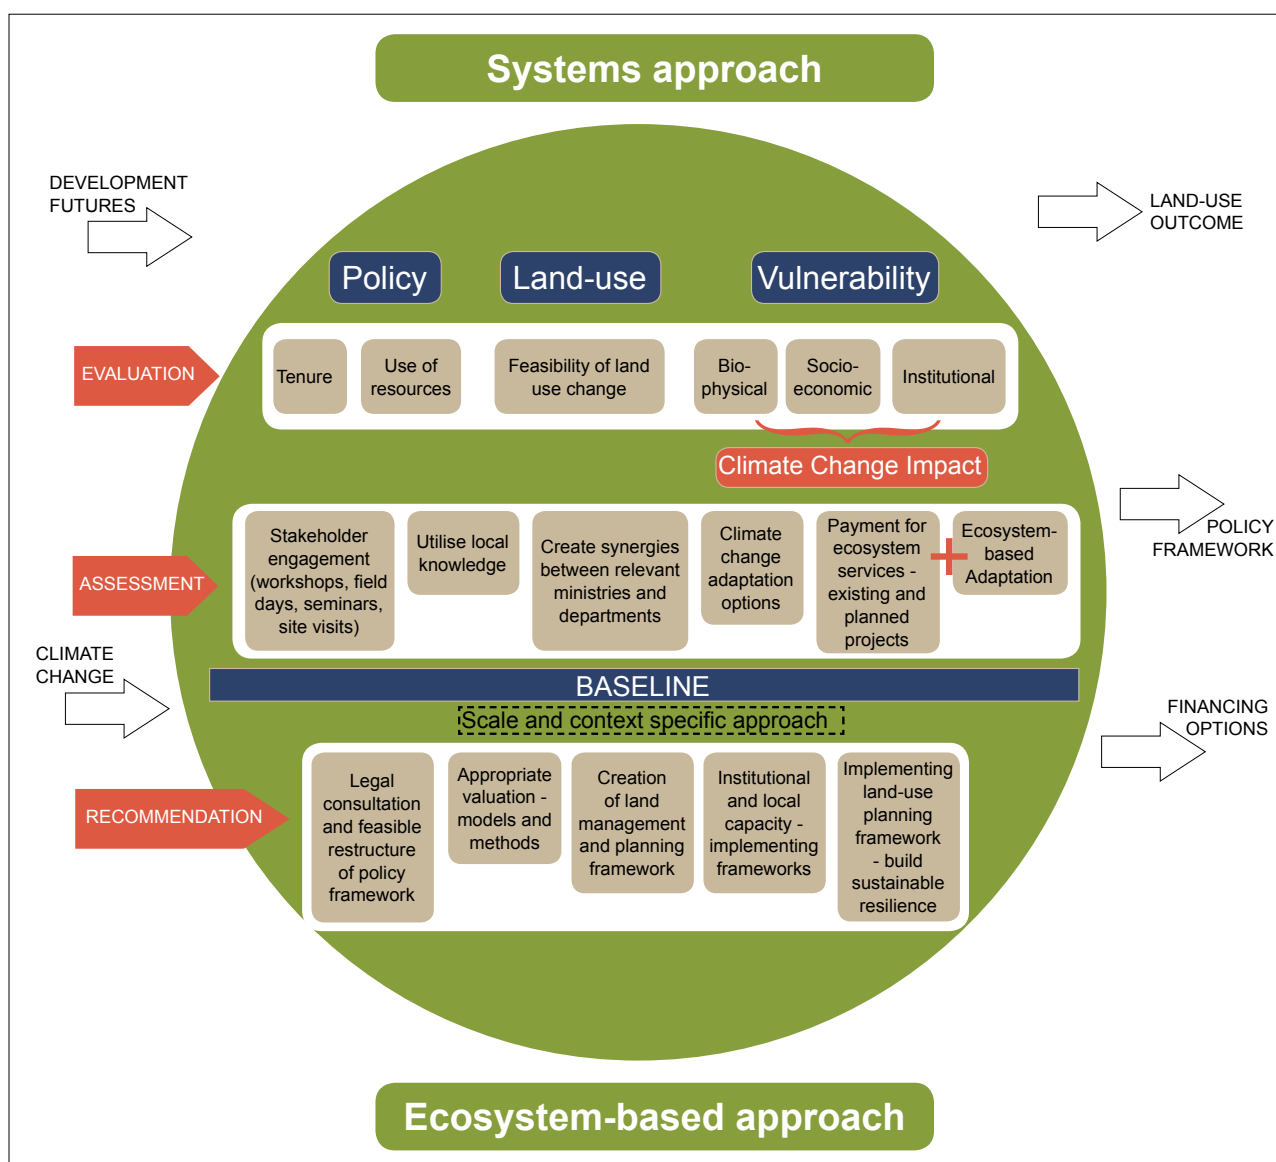 Systems approach
DEVELOPMENT
FUTURES
LAND-USE
OUTCOME
Policy
Land-use
Vulnerability
EVALUATION
Tenure
Use of
resources
Feasibility of land
use change
Bio-
physical
Socio-
economic
Institutional
Climate Change Impact
POLICY
FRAMEWORK
ASSESSMENT
Stakeholder
engagement
(workshops, field
days, seminars,
site visits)
Utilise local
knowledge
Create synergies
between relevant
ministries and
departments
Climate
change
adaptation
options
Payment for
ecosystem
services -
existing and
planned
projects
+
Ecosystem-
based
Adaptation
CLIMATE
CHANGE
BASELINE
Scale and context specific approach
FINANCING
OPTIONS
RECOMMENDATION
Legal
consultation
and feasible
restructure
of policy
framework
Appropriate
valuation -
models and
methods
Creation
of land
management
and planning
framework
Institutional
and local
capacity -
implementing
frameworks
Implementing
land-use
planning
framework
- build
sustainable
resilience
Ecosystem-based approach